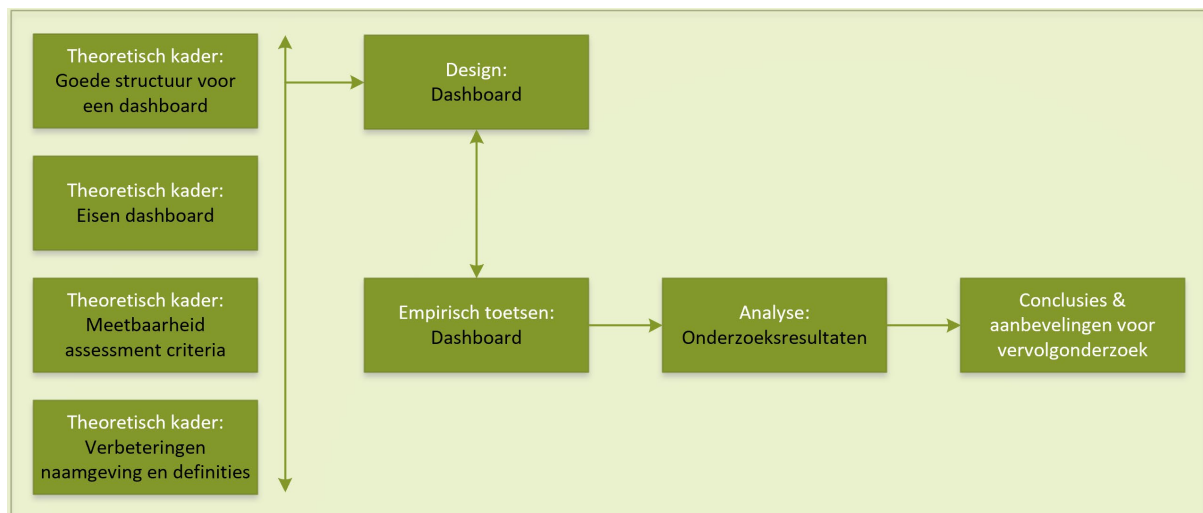 Theoretisch kader:
Goede structuur voor
een dashboard
Design:
Dashboard
Theoretisch kader:
Eisen dashboard
Theoretisch kader:
Meetbaarheid
assessment criteria
Empirisch toetsen:
Dashboard
Analyse:
Onderzoeksresultaten
Conclusies &
aanbevelingen voor
vervolgonderzoek
Theoretisch kader:
Verbeteringen
naamgeving en definities